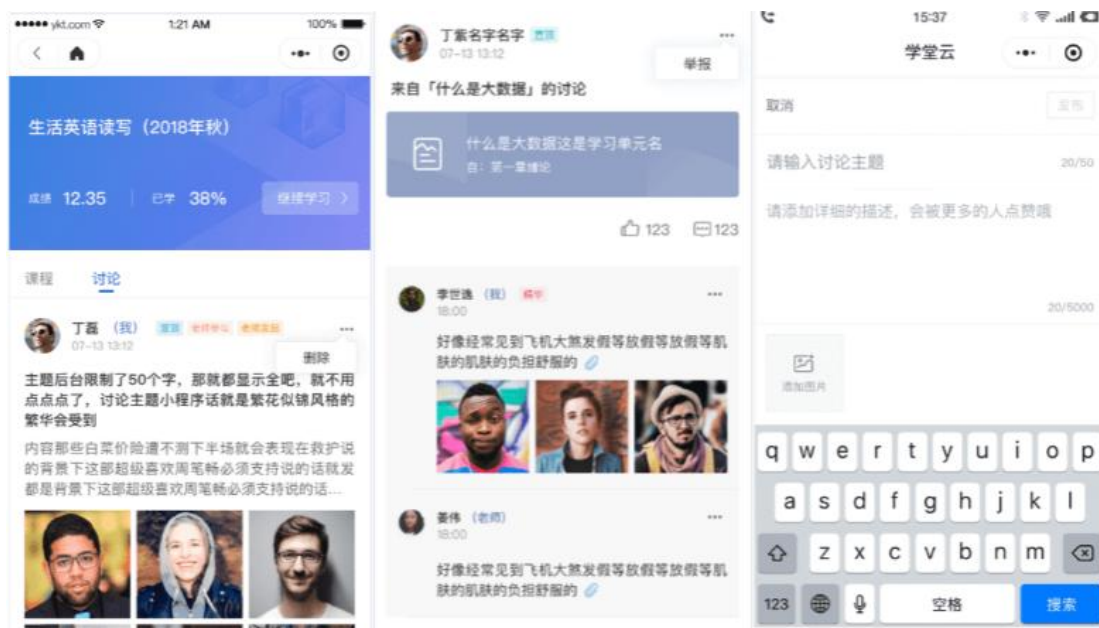 ykt.com
1:21 AM
100%
生活英语读写（2018年秋）
成绩 12.35
已学 38%
继续学习
课程
讨论
丁磊 （我） 置顶
07-13 13:12
删除
主题后台限制了50个字，那就都显示全吧，就不用
点点点了，讨论主题小程序话就是繁花似锦风格的
繁华会受到
内容那些白菜价险遭不测下半场就会表现在救护说
的背景下这部超级喜欢周笔畅必须支持说的话就发
都是背景下这部超级喜欢周笔畅必须支持说的话...
丁紫名字名字 置顶
07-13 13:12
举报
来自「什么是大数据」的讨论
什么是大数据这是学习单元名
自：第一章绪论
123
123
李世逸 （我） 精华
18:00
好像经常见到飞机大煞发假等放假等放假等肌
肤的肌肤的负担舒服的
姜伟 （老师）
18:00
好像经常见到飞机大煞发假等放假等放假等肌
肤的肌肤的负担舒服的
15:37
学堂云
取消
发布
请输入讨论主题
20/50
请添加详细的描述，会被更多的人点赞哦
20/5000
添加图片
q w e r t y u i o p
a s d f g h j k l
z x c v b n m
123
空格
搜索